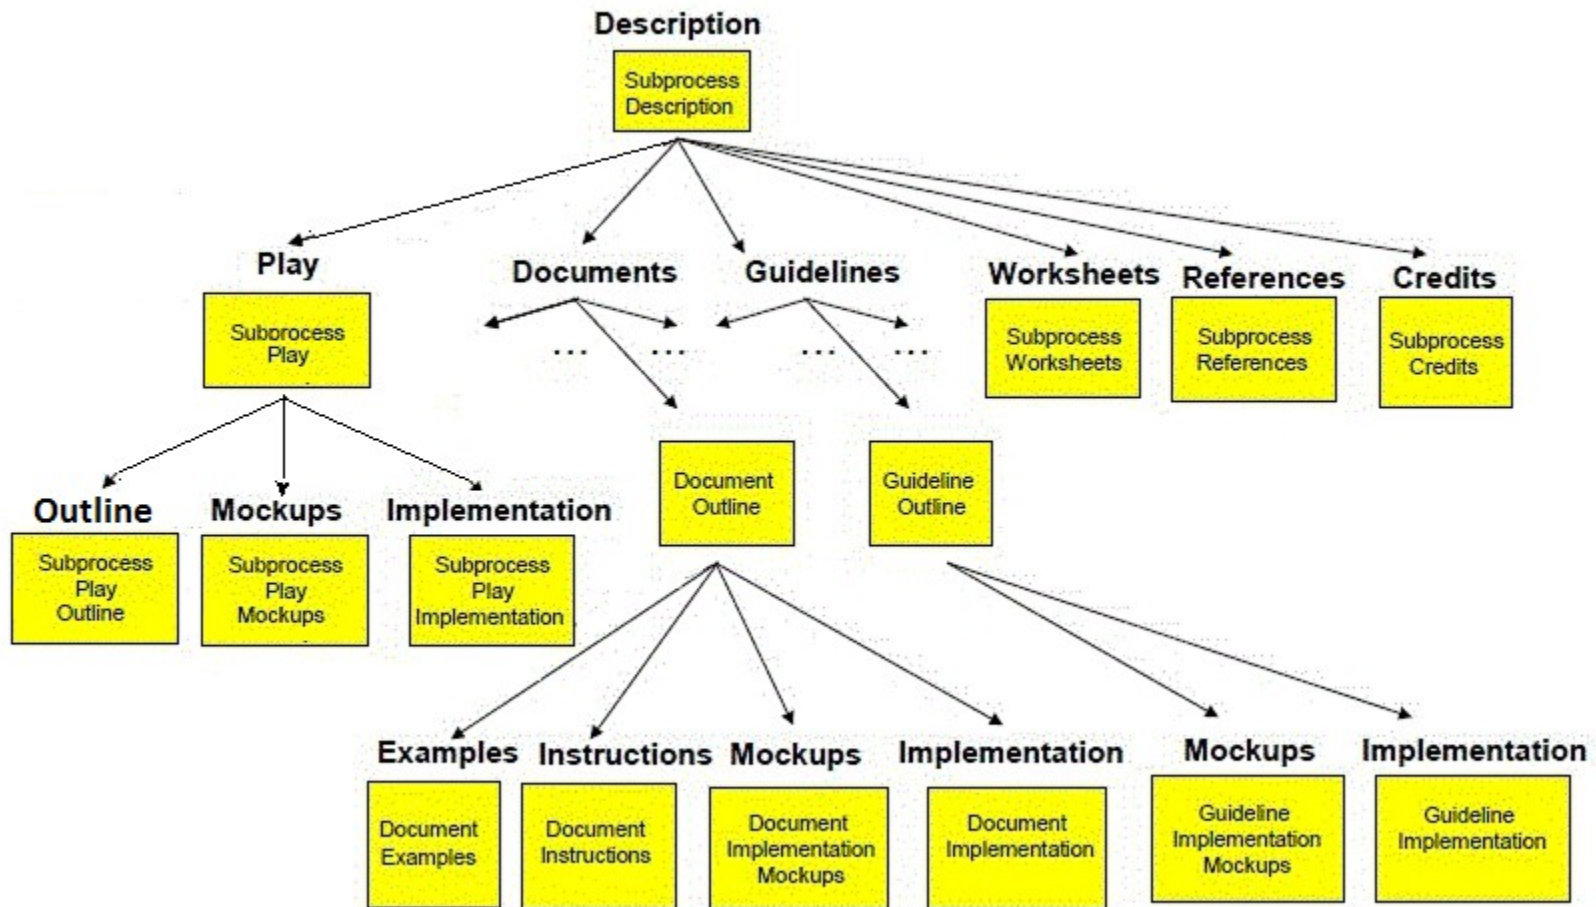 Description
Subprocess
Description
Play
Documents
Guidelines
Worksheets
References
Credits
Subprocess
Play
... ... ... ...
Subprocess
Worksheets
Subprocess
References
Subprocess
Credits
Document
Outline
Guideline
Outline
Outline
Mockups
Implementation
Subprocess
Play
Outline
Subprocess
Play
Mockups
Subprocess
Play
Implementation
Examples
Instructions
Mockups
Implementation
Mockups
Implementation
Document
Examples
Document
Instructions
Document
Implementation
Mockups
Document
Implementation
Guideline
Implementation
Mockups
Guideline
Implementation